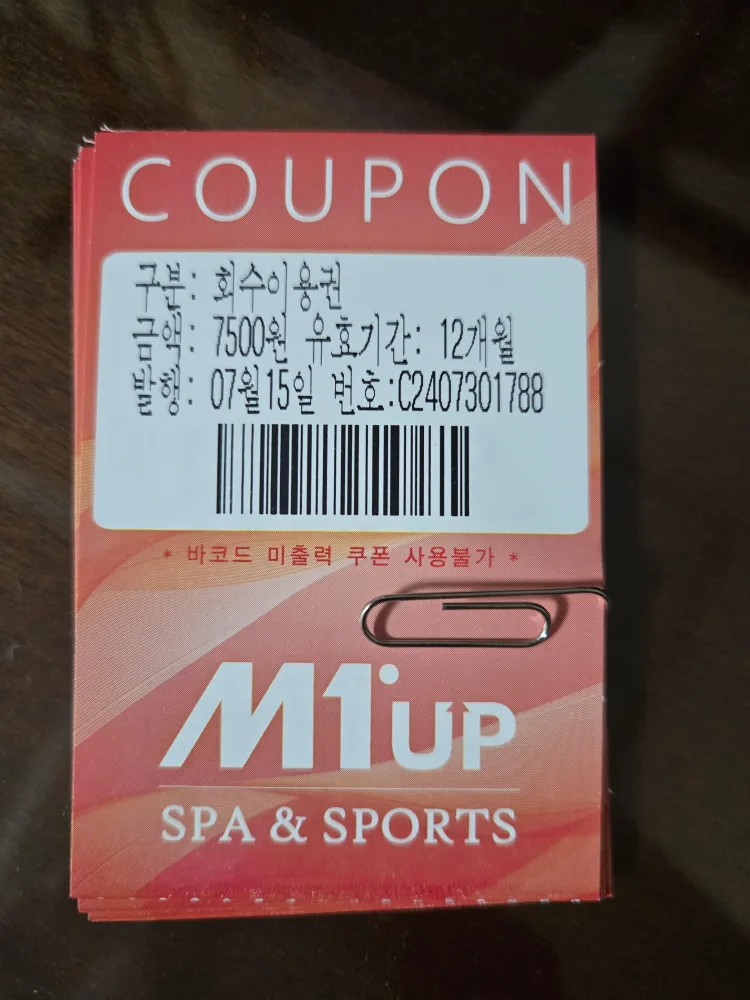 COUPON
구분: 회수이용권
금액: 7500원 유효기간: 12개월
발행: 07월15일 번호:C2407301788
* 바코드 미출력 쿠폰 사용불가 *
M1UP
SPA & SPORTS